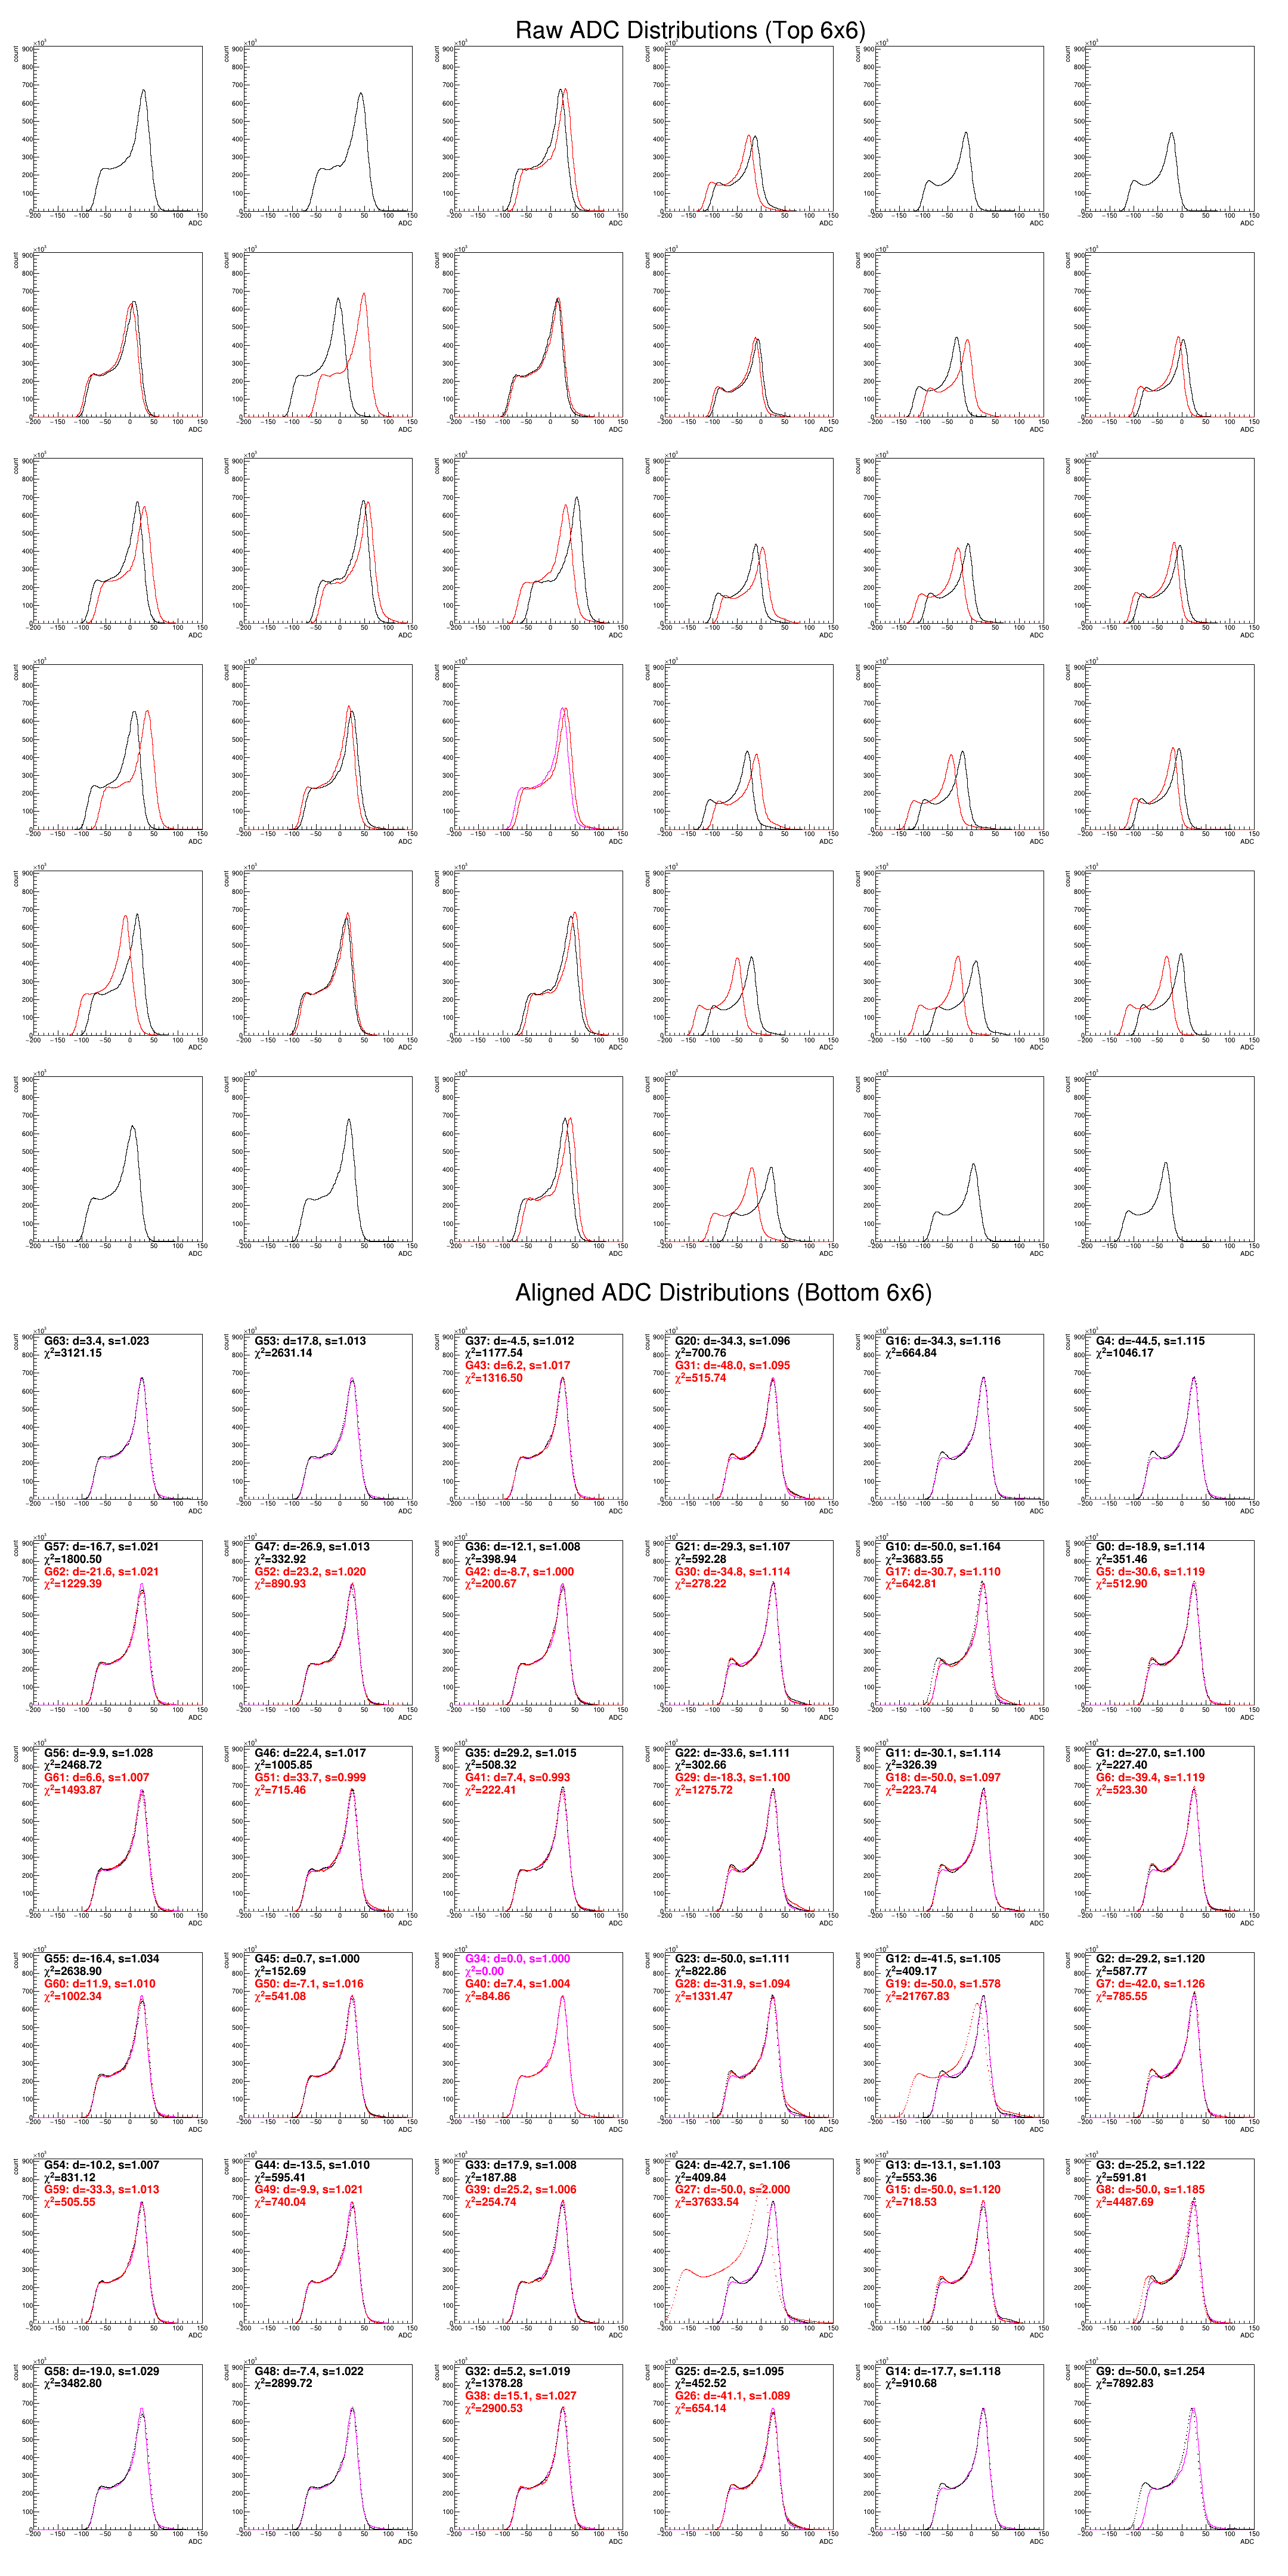 Raw ADC Distributions (Top 6x6)
×10³
count
900
800
700
600
500
400
300
200
100
0
−200 −150 −100 −50 0 50 100 150
ADC
Aligned ADC Distributions (Bottom 6x6)
G63: d=3.4, s=1.023
χ²=3121.15
G53: d=17.8, s=1.013
χ²=2631.14
G37: d=-4.5, s=1.012
χ²=1177.54
G43: d=6.2, s=1.017
χ²=1316.50
G20: d=-34.3, s=1.096
χ²=700.76
G31: d=-48.0, s=1.095
χ²=515.74
G16: d=-34.3, s=1.116
χ²=664.84
G4: d=-44.5, s=1.115
χ²=1046.17
G57: d=-16.7, s=1.021
χ²=1800.50
G62: d=-21.6, s=1.021
χ²=1229.39
G47: d=-26.9, s=1.013
χ²=332.92
G52: d=23.2, s=1.020
χ²=890.93
G36: d=-12.1, s=1.008
χ²=398.94
G42: d=-8.7, s=1.000
χ²=200.67
G21: d=-29.3, s=1.107
χ²=592.28
G30: d=-34.8, s=1.114
χ²=278.22
G10: d=-50.0, s=1.164
χ²=3683.55
G17: d=-30.7, s=1.110
χ²=642.81
G0: d=-18.9, s=1.114
χ²=351.46
G5: d=-30.6, s=1.119
χ²=512.90
G56: d=-9.9, s=1.028
χ²=2468.72
G61: d=6.6, s=1.007
χ²=1493.87
G46: d=22.4, s=1.017
χ²=1005.85
G51: d=33.7, s=0.999
χ²=715.46
G35: d=29.2, s=1.015
χ²=508.32
G41: d=7.4, s=0.993
χ²=222.41
G22: d=-33.6, s=1.111
χ²=302.66
G29: d=-18.3, s=1.100
χ²=1275.72
G11: d=-30.1, s=1.114
χ²=326.39
G18: d=-50.0, s=1.097
χ²=223.74
G1: d=-27.0, s=1.100
χ²=227.40
G6: d=-39.4, s=1.119
χ²=523.30
G55: d=-16.4, s=1.034
χ²=2638.90
G60: d=11.9, s=1.010
χ²=1002.34
G45: d=0.7, s=1.000
χ²=152.69
G50: d=-7.1, s=1.016
χ²=541.08
G34: d=0.0, s=1.000
χ²=0.00
G40: d=7.4, s=1.004
χ²=84.86
G23: d=-50.0, s=1.111
χ²=822.86
G28: d=-31.9, s=1.094
χ²=1331.47
G12: d=-41.5, s=1.105
χ²=409.17
G19: d=-50.0, s=1.578
χ²=21767.83
G2: d=-29.2, s=1.120
χ²=587.77
G7: d=-42.0, s=1.126
χ²=785.55
G54: d=-10.2, s=1.007
χ²=831.12
G59: d=-33.3, s=1.013
χ²=505.55
G44: d=-13.5, s=1.010
χ²=595.41
G49: d=-9.9, s=1.021
χ²=740.04
G33: d=17.9, s=1.008
χ²=187.88
G39: d=25.2, s=1.006
χ²=254.74
G24: d=-42.7, s=1.106
χ²=409.84
G27: d=-50.0, s=2.000
χ²=37633.54
G13: d=-13.1, s=1.103
χ²=553.36
G15: d=-50.0, s=1.120
χ²=718.53
G3: d=-25.2, s=1.122
χ²=591.81
G8: d=-50.0, s=1.185
χ²=4487.69
G58: d=-19.0, s=1.029
χ²=3482.80
G48: d=-7.4, s=1.022
χ²=2899.72
G32: d=5.2, s=1.019
χ²=1378.28
G38: d=15.1, s=1.027
χ²=2900.53
G25: d=-2.5, s=1.095
χ²=452.52
G26: d=-41.1, s=1.089
χ²=654.14
G14: d=-17.7, s=1.118
χ²=910.68
G9: d=-50.0, s=1.254
χ²=7892.83